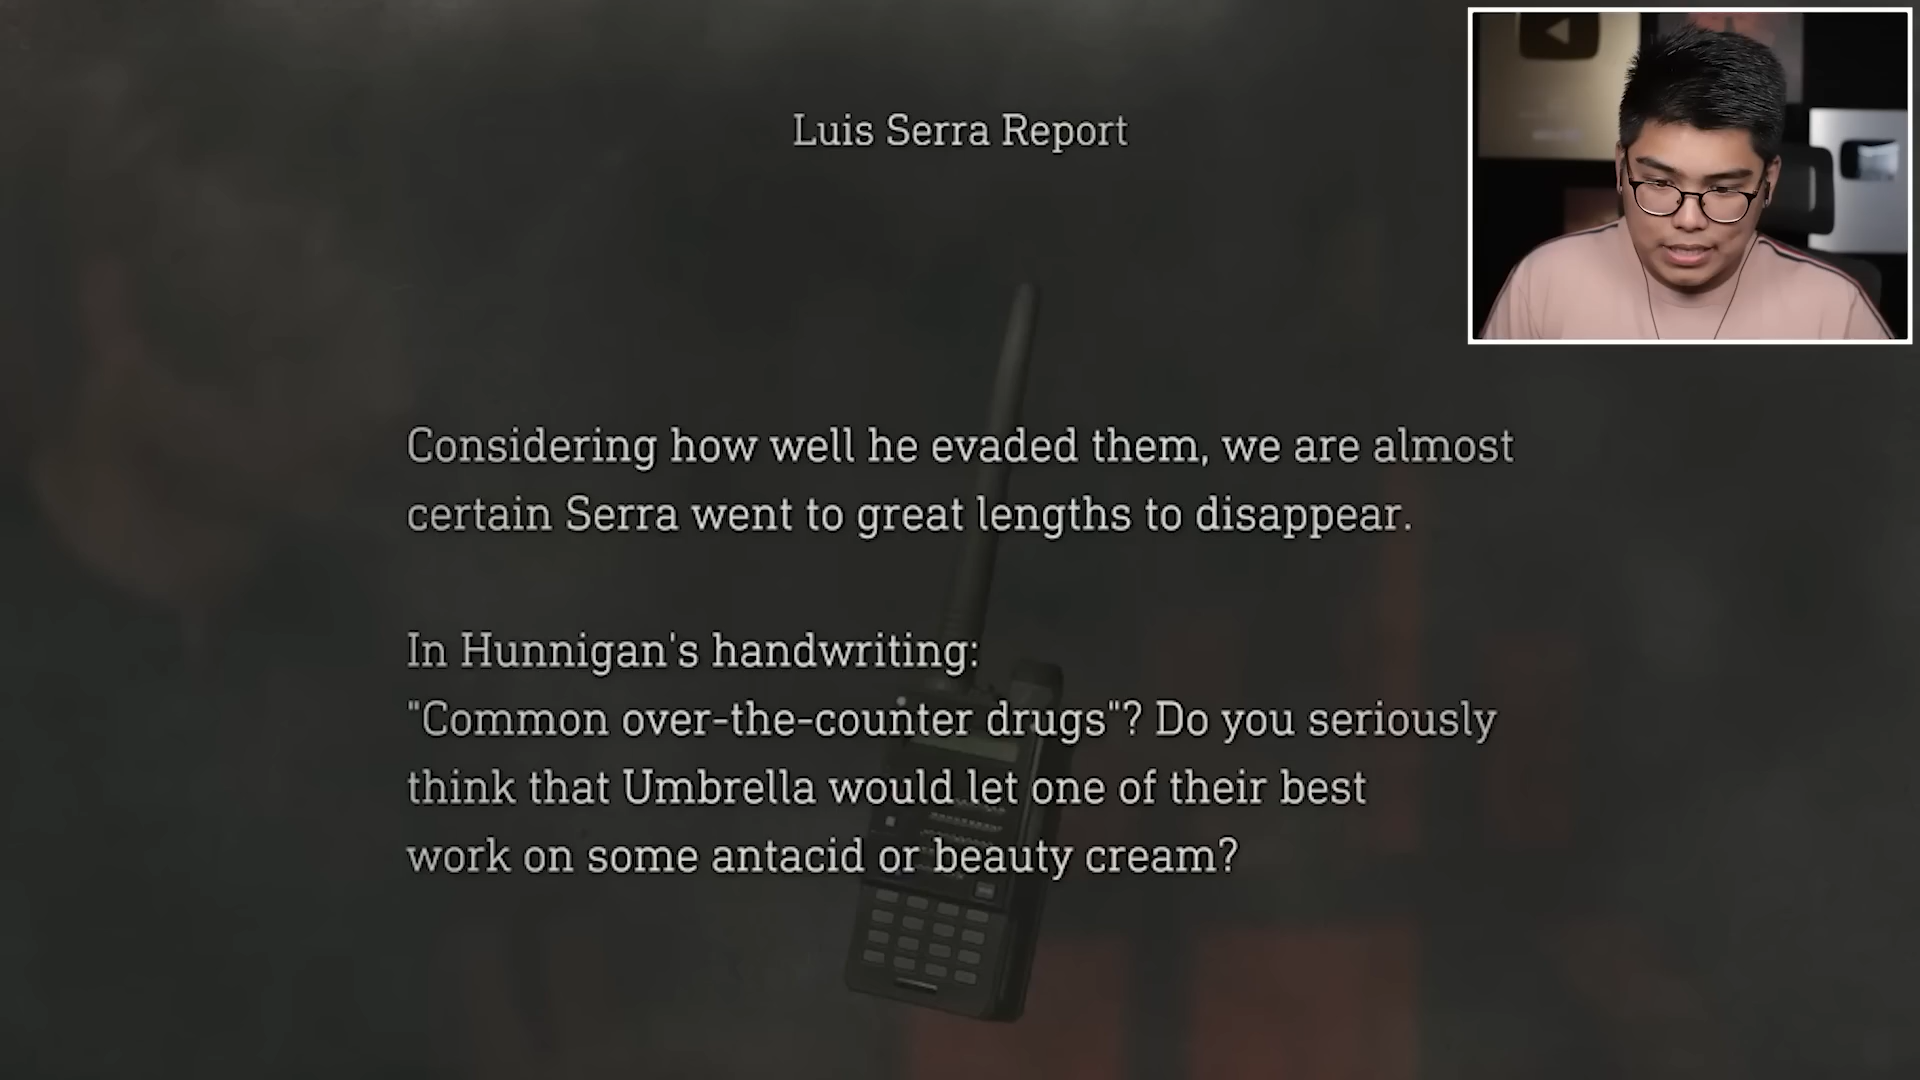 Luis Serra Report
Considering how well he evaded them, we are almost
certain Serra went to great lengths to disappear.
In Hunnigan's handwriting:
"Common over-the-counter drugs"? Do you seriously
think that Umbrella would let one of their best
work on some antacid or beauty cream?